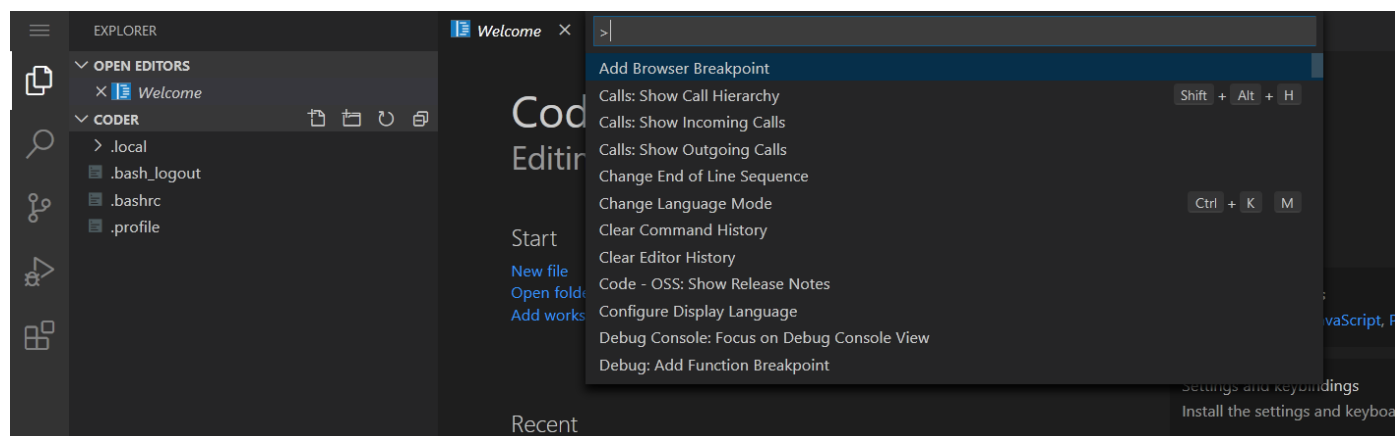 EXPLORER
OPEN EDITORS
Welcome
CODER
.local
.bash_logout
.bashrc
.profile
Welcome
>
Add Browser Breakpoint
Calls: Show Call Hierarchy Shift + Alt + H
Calls: Show Incoming Calls
Calls: Show Outgoing Calls
Change End of Line Sequence
Change Language Mode Ctrl + K M
Clear Command History
Clear Editor History
Code - OSS: Show Release Notes
Configure Display Language
Debug Console: Focus on Debug Console View
Debug: Add Function Breakpoint
Cod
Editin
Start
New file
Open folde
Add works
Recent
vaScript,
Settings and keybindings
Install the settings and keyboa